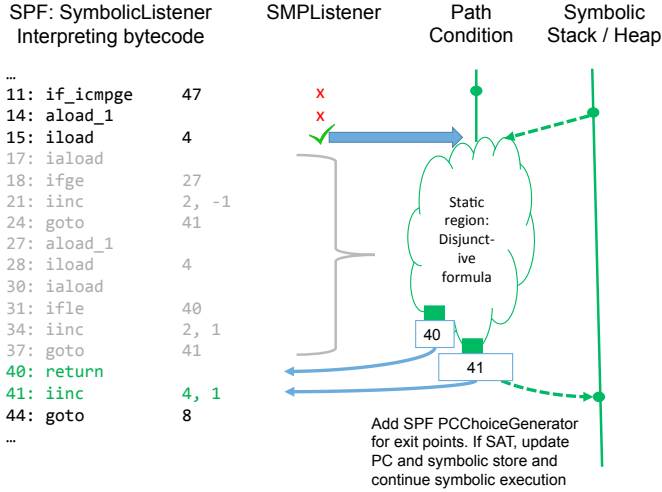 SPF: SymbolicListener
Interpreting bytecode
SMPListener
Path
Condition
Symbolic
Stack / Heap
…
11: if_icmpge 47
14: aload_1
15: iload 4
17: iaload
18: ifge 27
21: iinc 2, -1
24: goto 41
27: aload_1
28: iload 4
30: iaload
31: ifle 40
34: iinc 2, 1
37: goto 41
40: return
41: iinc 4, 1
44: goto 8
…
x
x
Static
region:
Disjunct-
ive
formula
40
41
Add SPF PCChoiceGenerator
for exit points. If SAT, update
PC and symbolic store and
continue symbolic execution